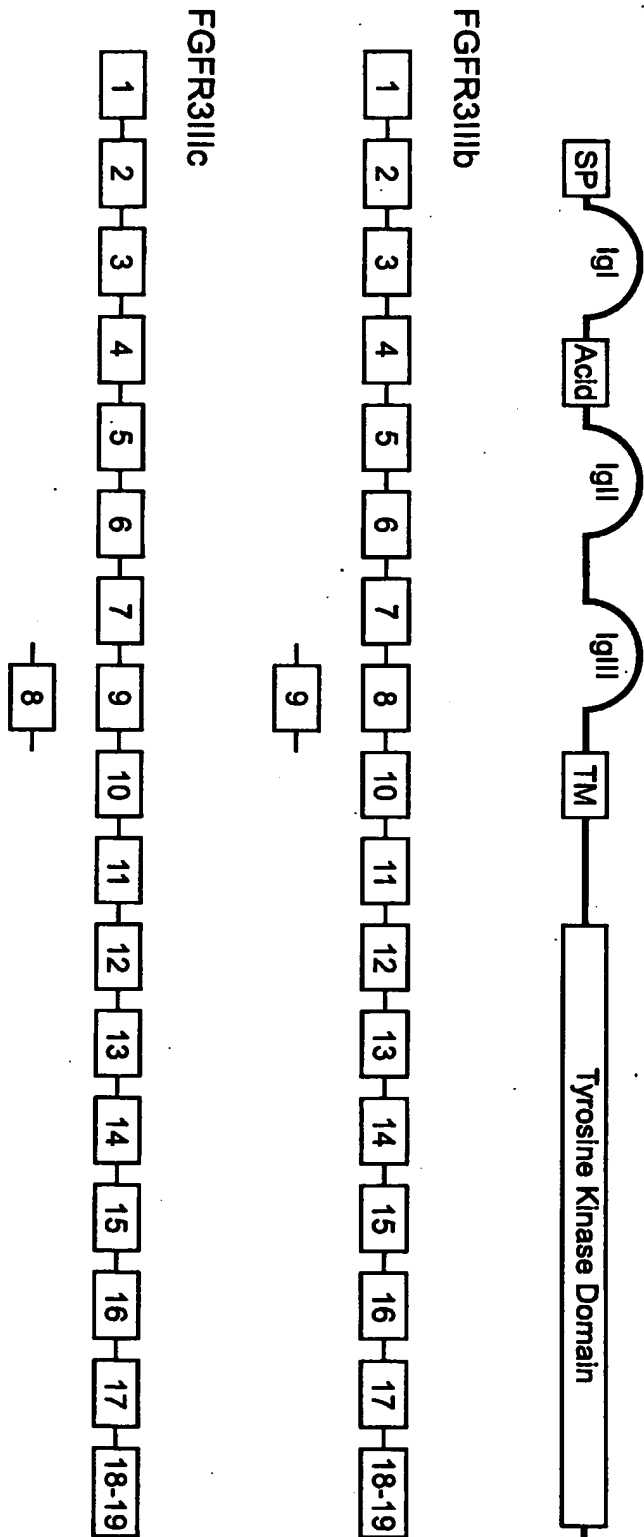 SP IgI Acid IgII IgIII TM Tyrosine Kinase Domain
FGFR3IIIb
1 2 3 4 5 6 7 8 10 11 12 13 14 15 16 17 18-19
9
FGFR3IIIc
1 2 3 4 5 6 7 9 10 11 12 13 14 15 16 17 18-19
8